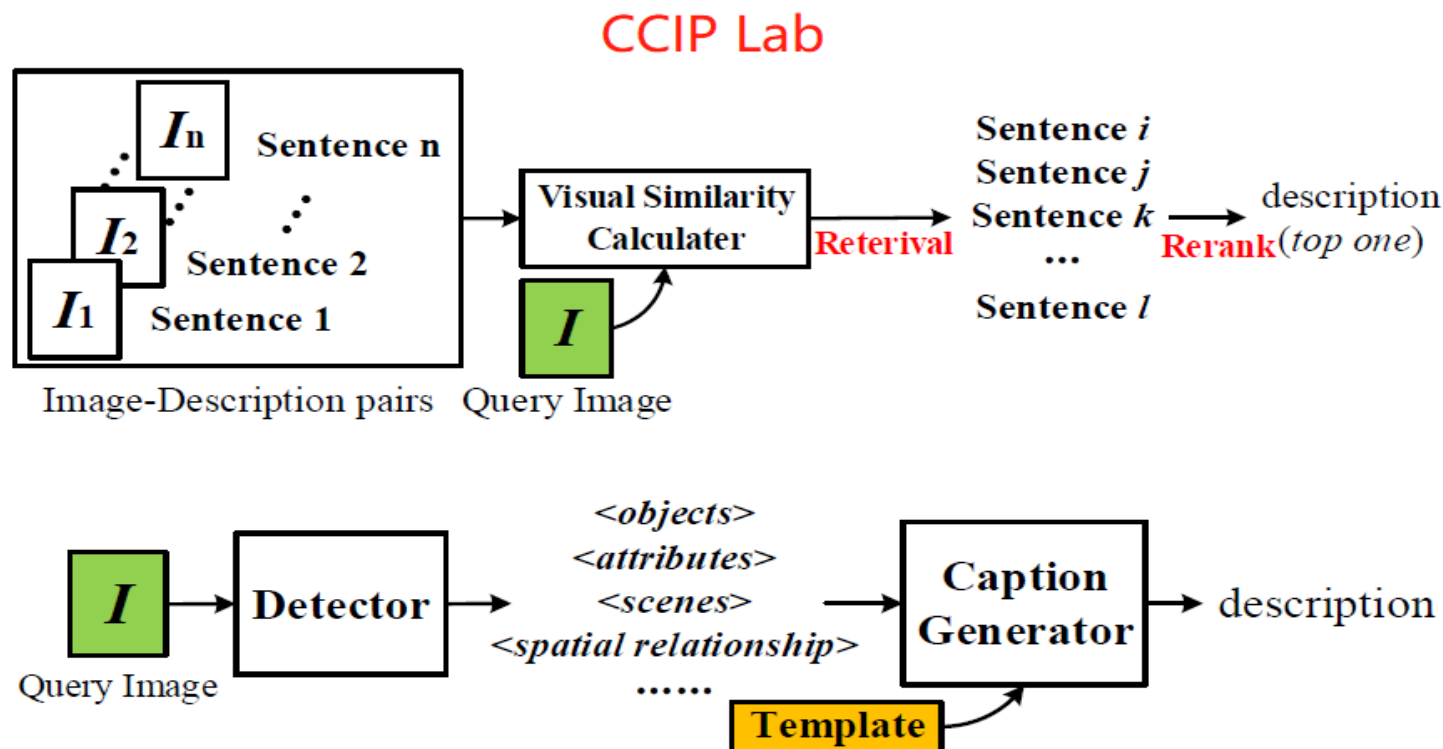 CCIP Lab
In
Sentence n
I2
Sentence 2
I1
Sentence 1
Image-Description pairs
Visual Similarity
Calculater
I
Query Image
Reterival
Sentence i
Sentence j
Sentence k
...
Sentence l
Rerank
description
(top one)
I
Query Image
Detector
<objects>
<attributes>
<scenes>
<spatial relationship>
......
Template
Caption
Generator
description